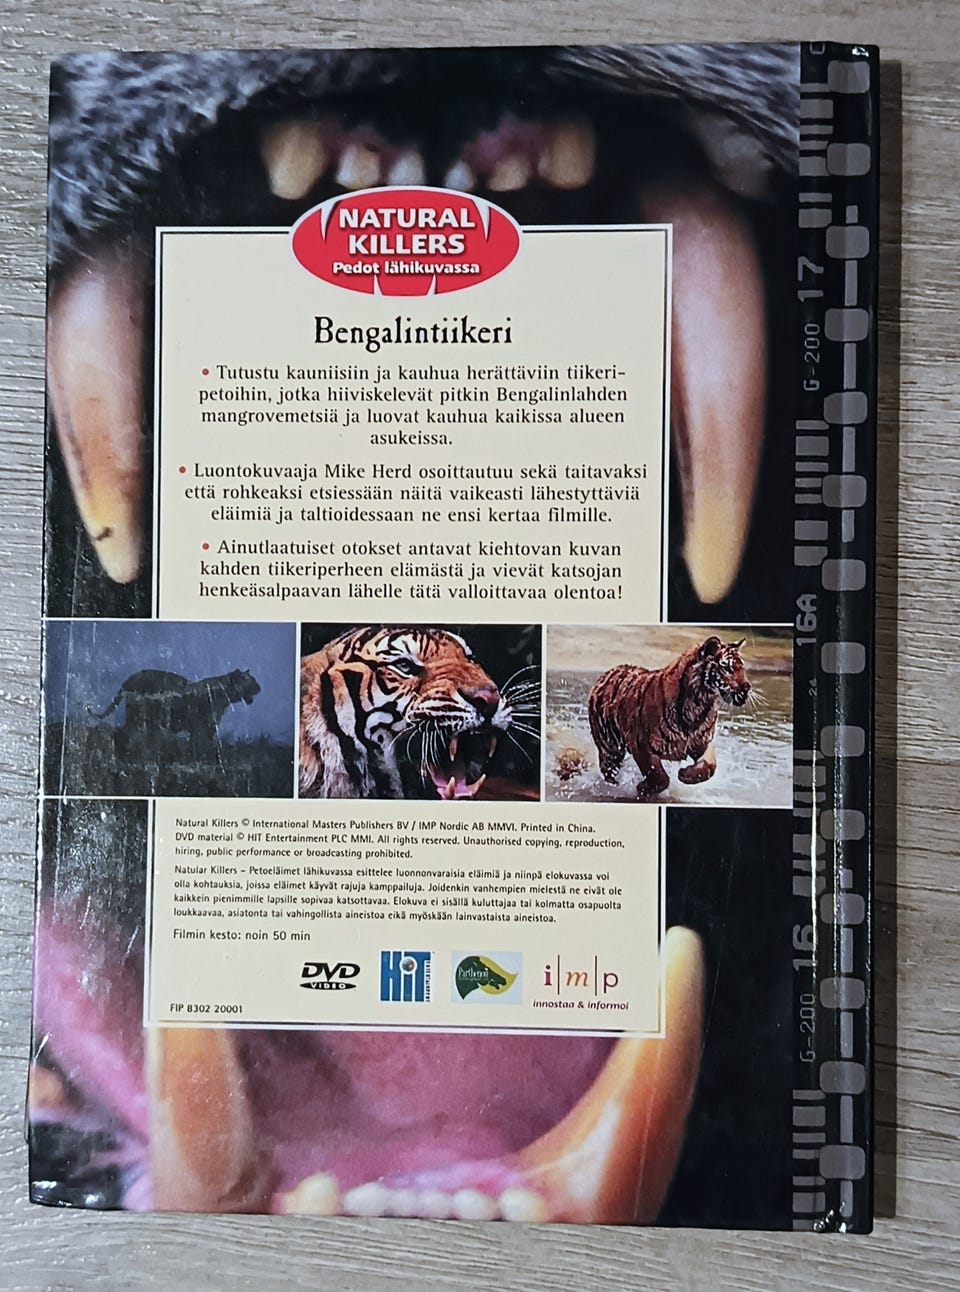 NATURAL
KILLERS
Pedot lähikuvassa
Bengalintiikeri
• Tutustu kauniisiin ja kauhua herättäviin tiikeri-
petoihin, jotka hiiviskelevät pitkin Bengalinlahden
mangrovemetsiä ja luovat kauhua kaikissa alueen
asukeissa.
• Luontokuvaaja Mike Herd osoittautuu sekä taitavaksi
että rohkeaksi etsiessään näitä vaikeasti lähestyttäviä
eläimiä ja taltioidessaan ne ensi kertaa filmille.
• Ainutlaatuiset otokset antavat kiehtovan kuvan
kahden tiikeriperheen elämästä ja vievät katsojan
henkeäsalpaavan lähelle tätä valloittavaa olentoa!
Natural Killers © International Masters Publishers BV / IMP Nordic AB MMVI. Printed in China.
DVD material © HIT Entertainment PLC MMI. All rights reserved. Unauthorised copying, reproduction,
hiring, public performance or broadcasting prohibited.
Natular Killers – Petoeläimet lähikuvassa esittelee luonnonvaraisia eläimiä ja niinpä elokuvassa voi
olla kohtauksia, joissa eläimet käyvät rajuja kamppailuja. Joidenkin vanhempien mielestä ne eivät ole
kaikkein pienimmille lapsille sopivaa katsottavaa. Elokuva ei sisällä kuluttajaa tai kolmatta osapuolta
loukkaavaa, asiatonta tai vahingollista aineistoa eikä myöskään lainvastaista aineistoa.
Filmin kesto: noin 50 min
DVD
VIDEO
HiT
ENTERTAINMENT
Parthenon
i|m|p
innostaa & informoi
FIP 8302 20001
G-200 17
16A
24
G-200 16